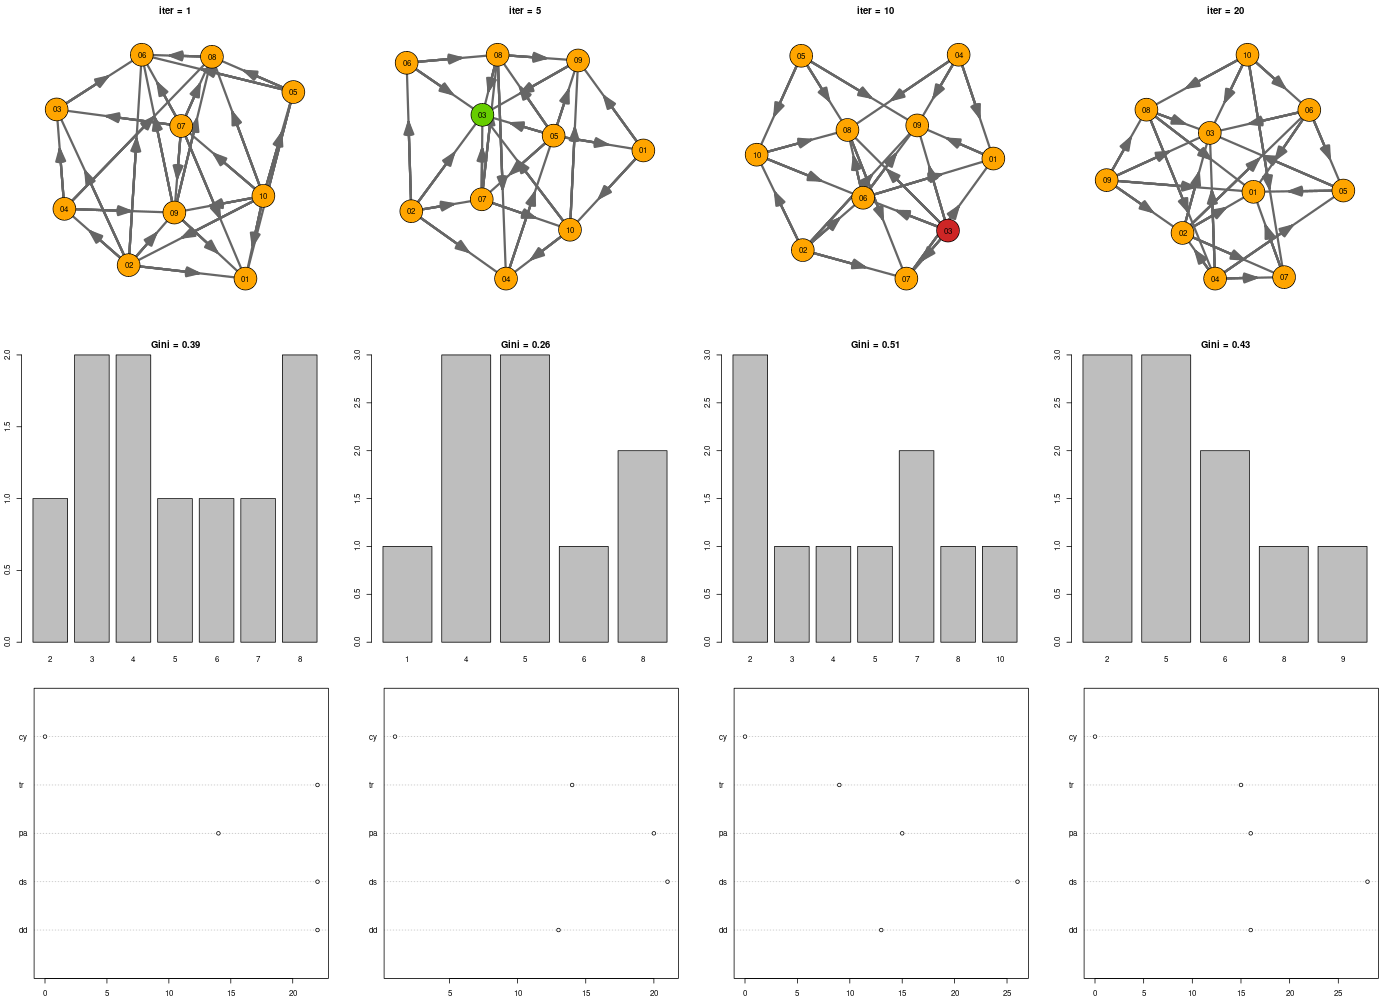 iter = 1
iter = 5
iter = 10
iter = 20
06
08
05
03
07
04
09
10
02
01
06
08
09
03
05
01
02
07
10
04
05
04
08
09
10
01
06
03
02
07
10
08
06
03
09
01
05
02
04
07
Gini = 0.39
0.0 0.5 1.0 1.5 2.0
2 3 4 5 6 7 8
Gini = 0.26
0.0 0.5 1.0 1.5 2.0 2.5 3.0
1 4 5 6 8
Gini = 0.51
0.0 0.5 1.0 1.5 2.0 2.5 3.0
2 3 4 5 7 8 10
Gini = 0.43
0.0 0.5 1.0 1.5 2.0 2.5 3.0
2 5 6 8 9
cy
tr
pa
ds
dd
0 5 10 15 20
cy
tr
pa
ds
dd
5 10 15 20
cy
tr
pa
ds
dd
0 5 10 15 20 25
cy
tr
pa
ds
dd
0 5 10 15 20 25